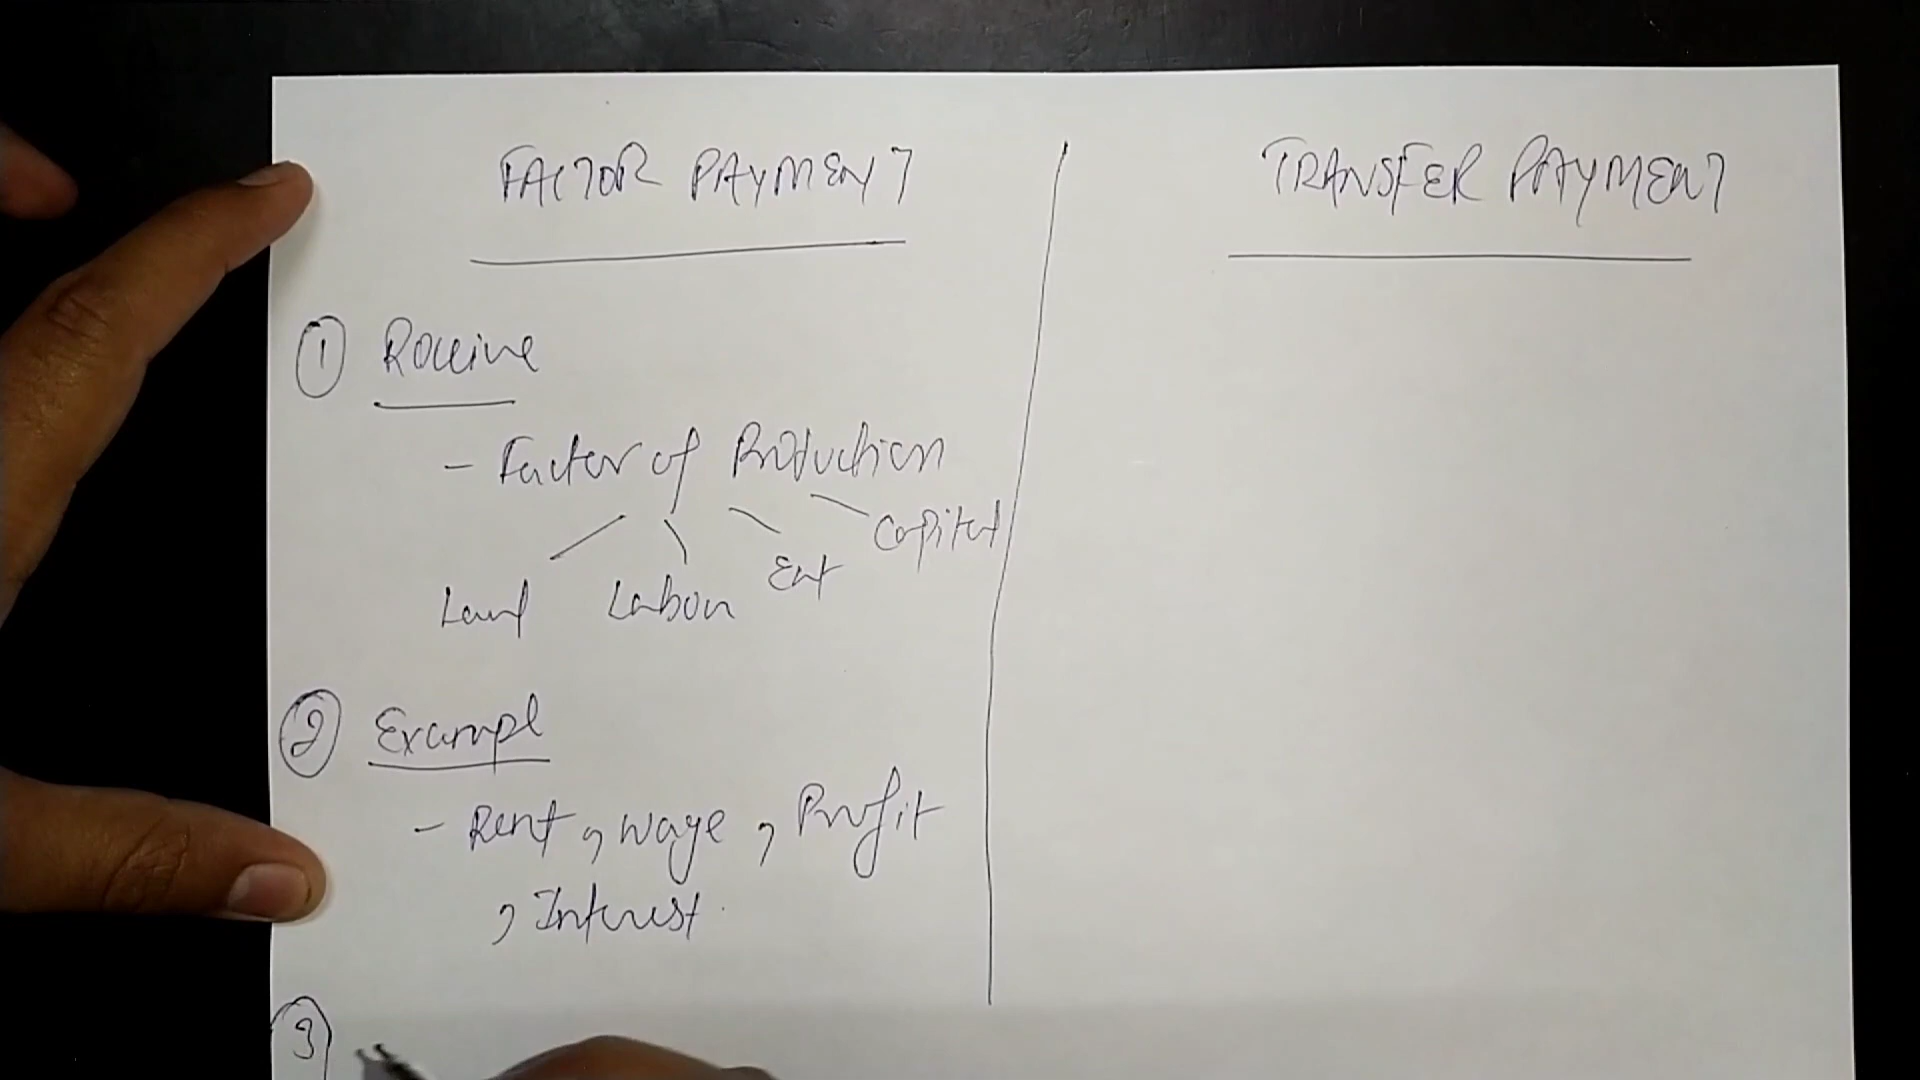 FACTOR PAYMENT
TRANSFER PAYMENT
① Receive
- Factor of Production
Land Labour Ent Capital
② Exampl
- Rent, wage, Profit
, Interest
③